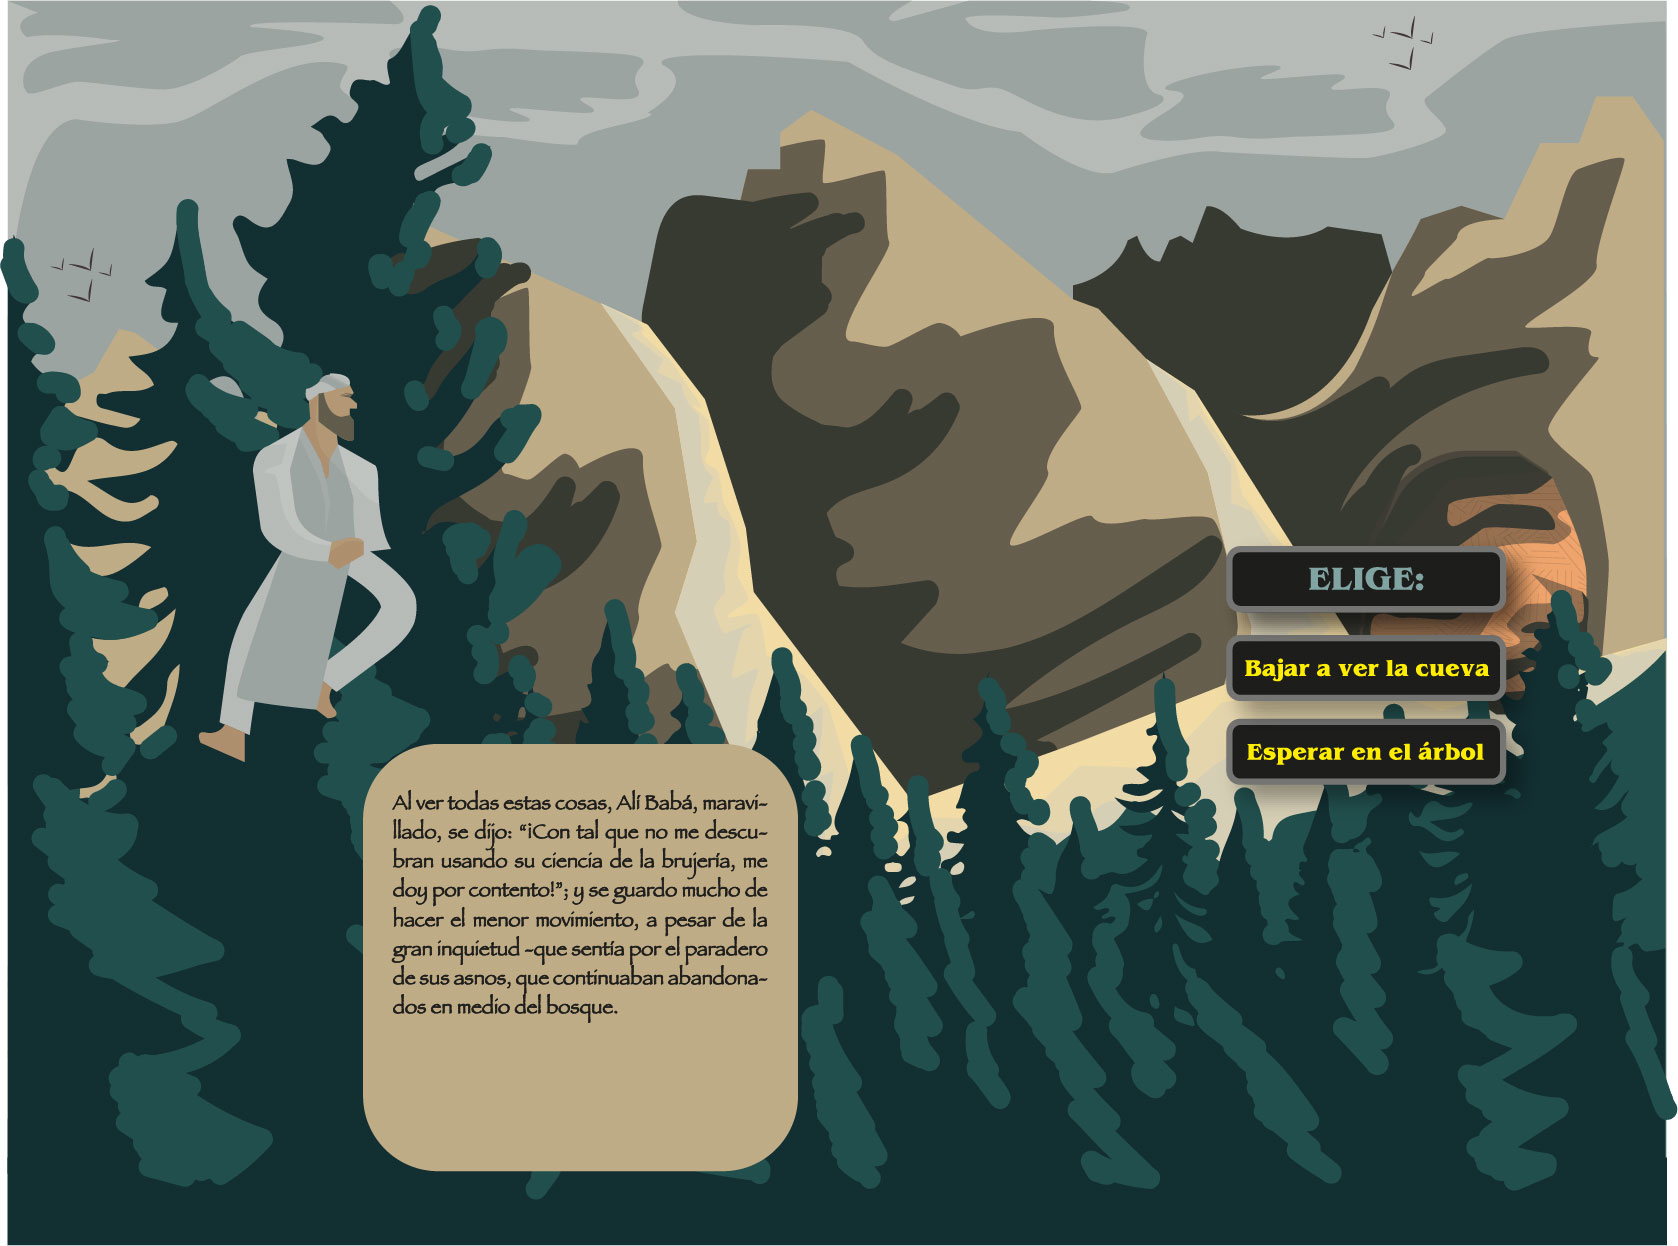 ELIGE:
Bajar a ver la cueva
Esperar en el árbol
Al ver todas estas cosas, Alí Babá, maravi-
llado, se dijo: “¡Con tal que no me descu-
bran usando su ciencia de la brujería, me
doy por contento!”; y se guardo mucho de
hacer el menor movimiento, a pesar de la
gran inquietud -que sentía por el paradero
de sus asnos, que continuaban abandona-
dos en medio del bosque.